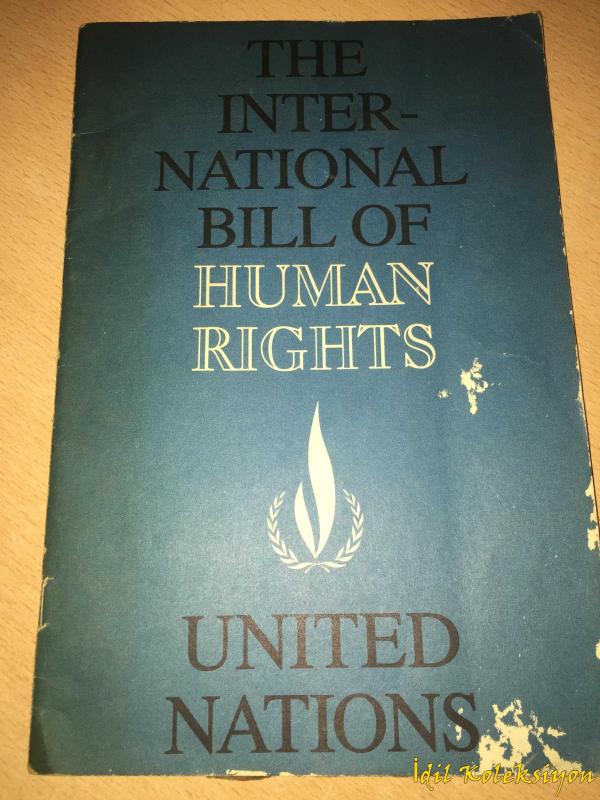 THE
INTER-
NATIONAL
BILL OF
HUMAN
RIGHTS
UNITED
NATIONS
İdil Koleksiyon